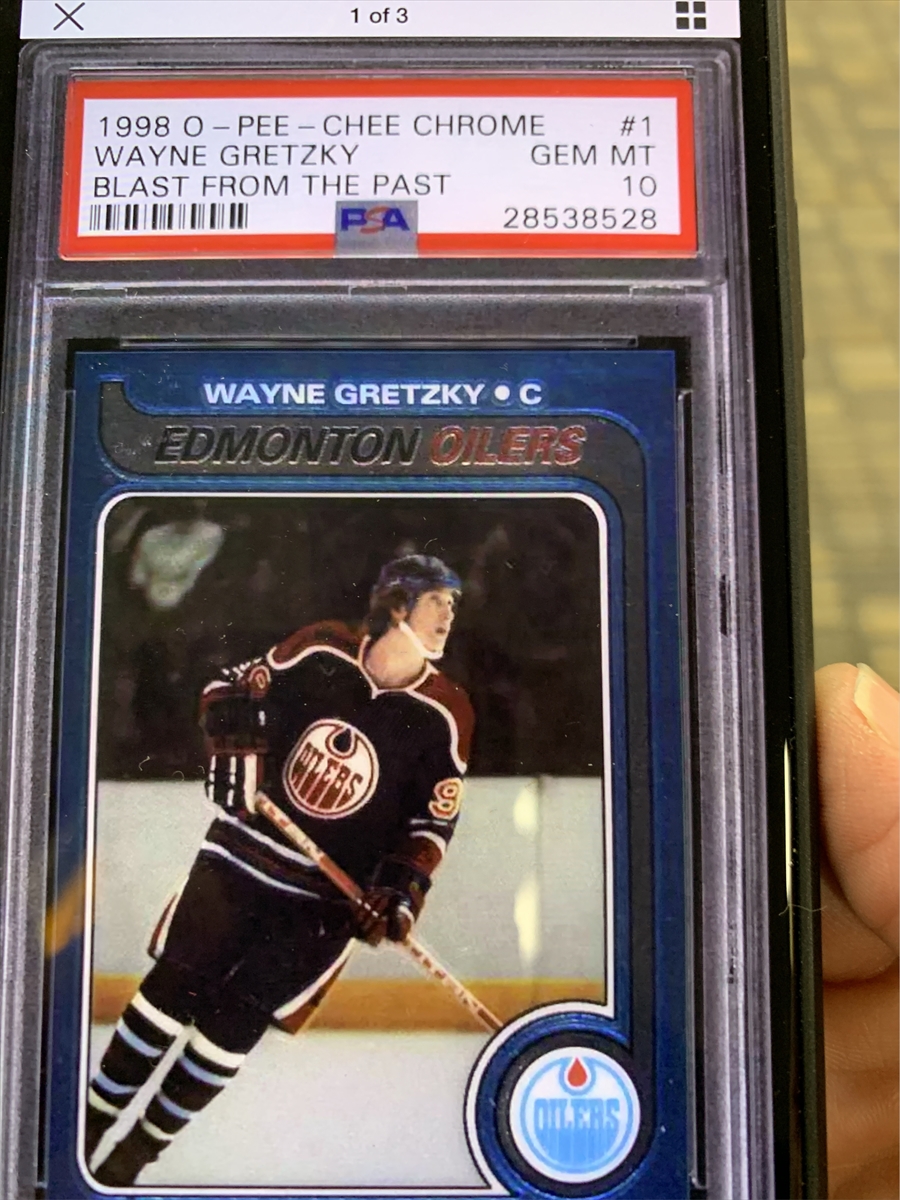 1 of 3
1998 O-PEE-CHEE CHROME #1
WAYNE GRETZKY GEM MT
BLAST FROM THE PAST 10
PSA 28538528
WAYNE GRETZKY • C
EDMONTON OILERS
OILERS
9
OILERS